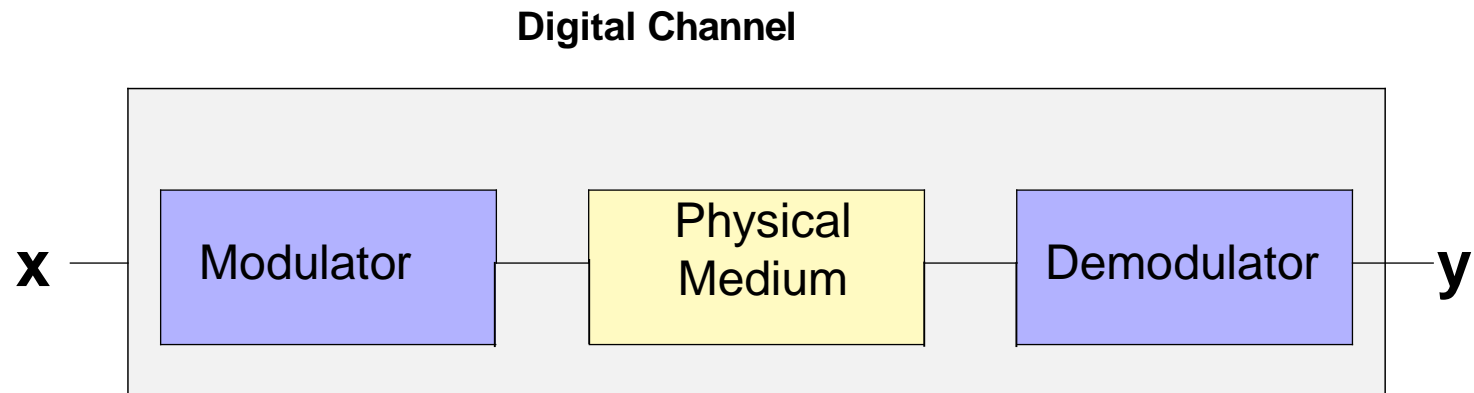 Digital Channel
x
Modulator
Physical
Medium
Demodulator
y